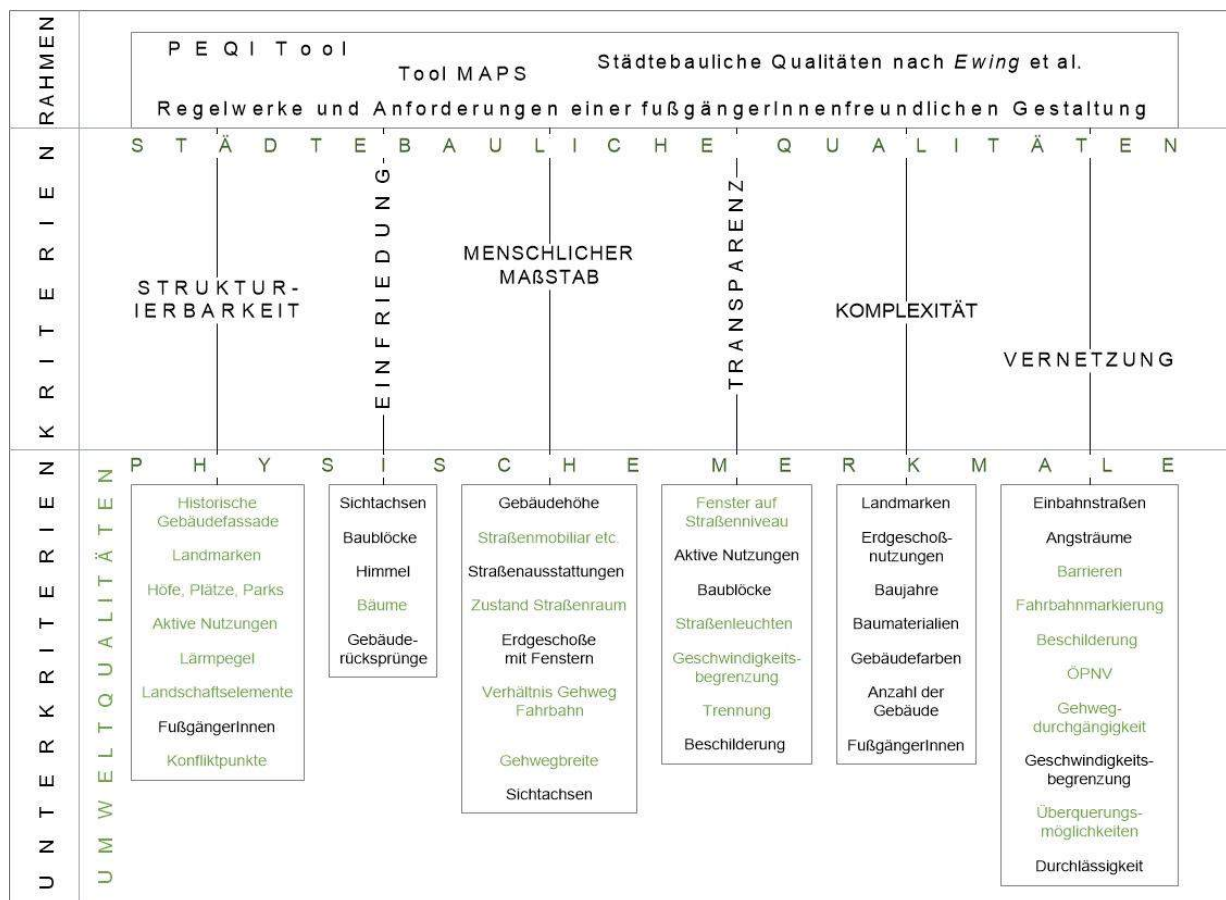 RAHMEN
PEQI Tool
Tool MAPS
Städtebauliche Qualitäten nach Ewing et al.
Regelwerke und Anforderungen einer fußgängerInnenfreundlichen Gestaltung
KRITERIEN
STÄDTEBAULICHE QUALITÄTEN
STRUKTUR-
IERBARKEIT
EINFRIEDUNG
MENSCHLICHER
MAßSTAB
TRANSPARENZ
KOMPLEXITÄT
VERNETZUNG
UNTERKRITERIEN
UMWELTQUALITÄTEN
PHYSISCHE MERKMALE
Historische
Gebäudefassade
Landmarken
Höfe, Plätze, Parks
Aktive Nutzungen
Lärmpegel
Landschaftselemente
FußgängerInnen
Konfliktpunkte
Sichtachsen
Baublöcke
Himmel
Bäume
Gebäude-
rücksprünge
Gebäudehöhe
Straßenmobiliar etc.
Straßenausstattungen
Zustand Straßenraum
Erdgeschoße
mit Fenstern
Verhältnis Gehweg
Fahrbahn
Gehwegbreite
Sichtachsen
Fenster auf
Straßenniveau
Aktive Nutzungen
Baublöcke
Straßenleuchten
Geschwindigkeits-
begrenzung
Trennung
Beschilderung
Landmarken
Erdgeschoß-
nutzungen
Baujahre
Baumaterialien
Gebäudefarben
Anzahl der
Gebäude
FußgängerInnen
Einbahnstraßen
Angsträume
Barrieren
Fahrbahnmarkierung
Beschilderung
ÖPNV
Gehweg-
durchgängigkeit
Geschwindigkeits-
begrenzung
Überquerungs-
möglichkeiten
Durchlässigkeit